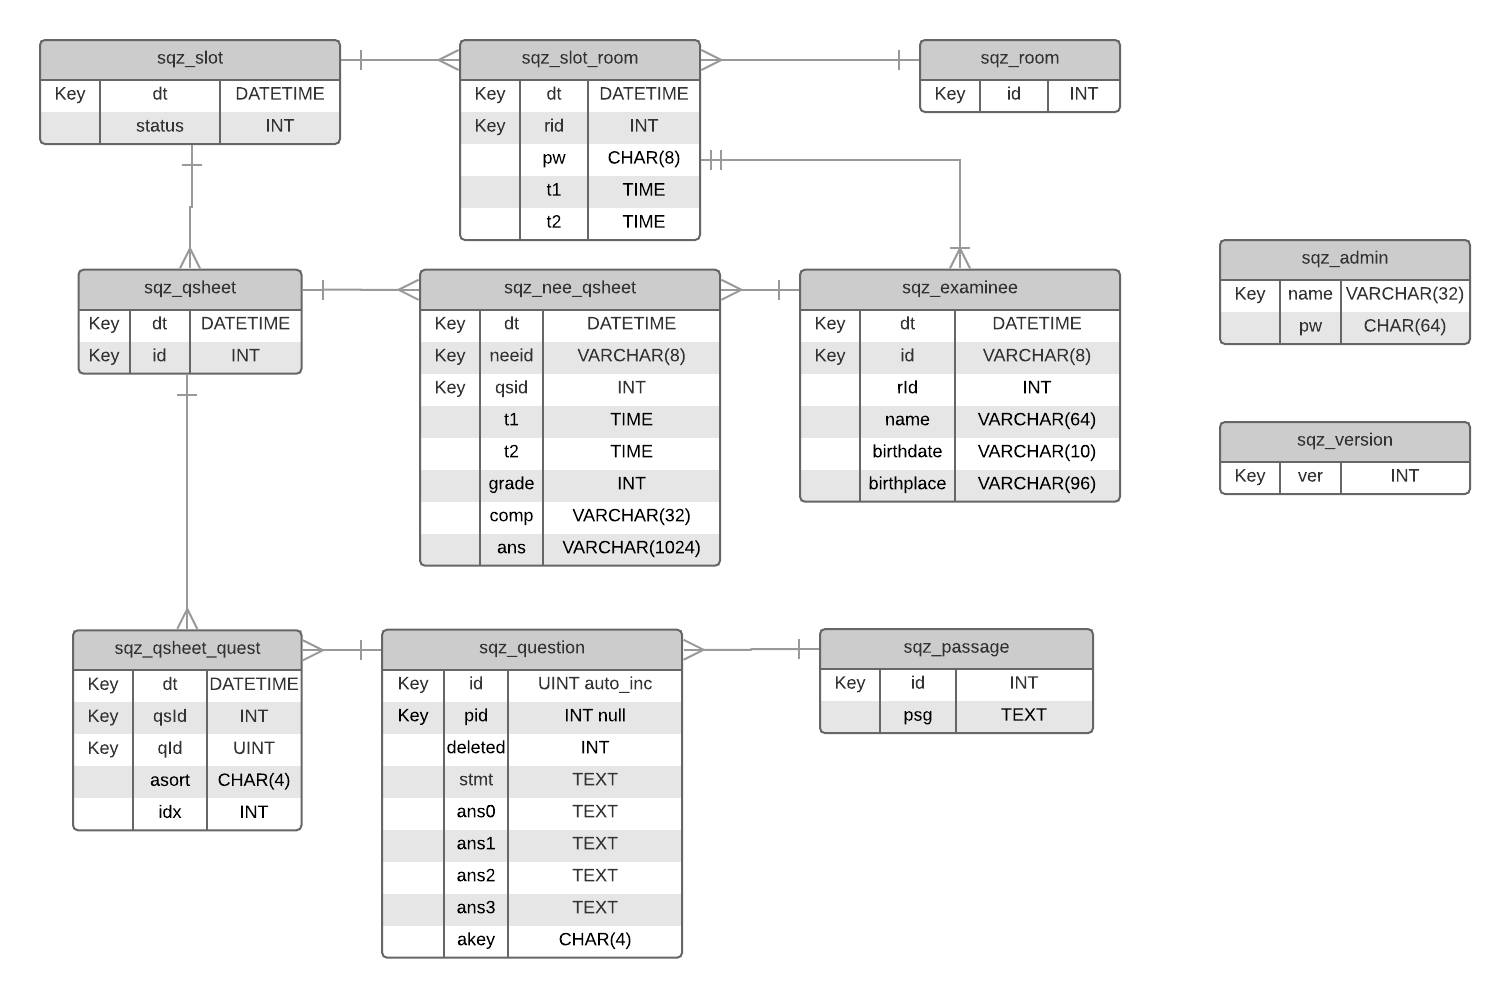 sqz_slot
Key dt DATETIME
status INT
sqz_slot_room
Key dt DATETIME
Key rid INT
pw CHAR(8)
t1 TIME
t2 TIME
sqz_room
Key id INT
sqz_qsheet
Key dt DATETIME
Key id INT
sqz_nee_qsheet
Key dt DATETIME
Key neeid VARCHAR(8)
Key qsid INT
t1 TIME
t2 TIME
grade INT
comp VARCHAR(32)
ans VARCHAR(1024)
sqz_examinee
Key dt DATETIME
Key id VARCHAR(8)
rId INT
name VARCHAR(64)
birthdate VARCHAR(10)
birthplace VARCHAR(96)
sqz_admin
Key name VARCHAR(32)
pw CHAR(64)
sqz_version
Key ver INT
sqz_qsheet_quest
Key dt DATETIME
Key qsId INT
Key qId UINT
asort CHAR(4)
idx INT
sqz_question
Key id UINT auto_inc
Key pid INT null
deleted INT
stmt TEXT
ans0 TEXT
ans1 TEXT
ans2 TEXT
ans3 TEXT
akey CHAR(4)
sqz_passage
Key id INT
psg TEXT